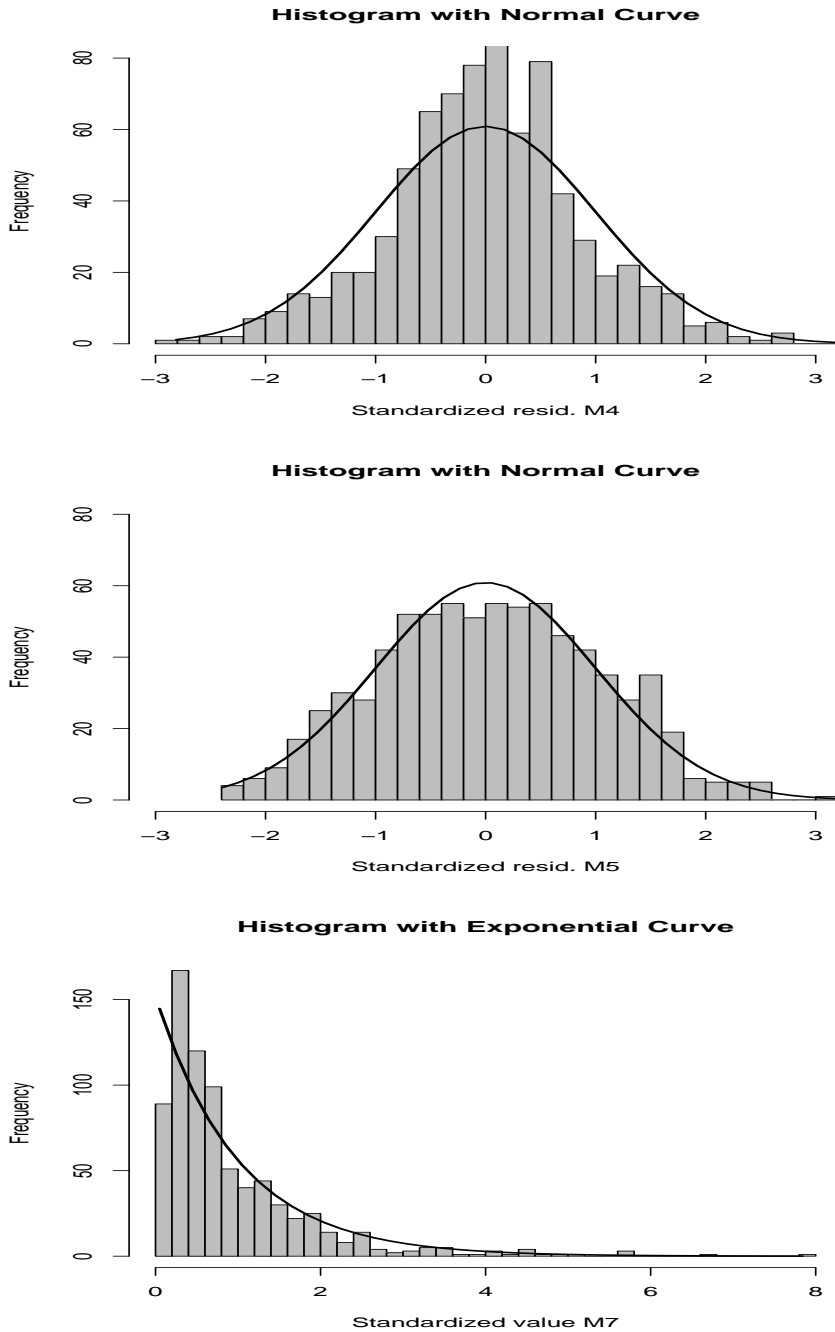 Histogram with Normal Curve
80
60
40
20
0
Frequency
−3 −2 −1 0 1 2 3
Standardized resid. M4
Histogram with Normal Curve
80
60
40
20
0
Frequency
−3 −2 −1 0 1 2 3
Standardized resid. M5
Histogram with Exponential Curve
150
100
50
0
Frequency
0 2 4 6 8
Standardized value M7